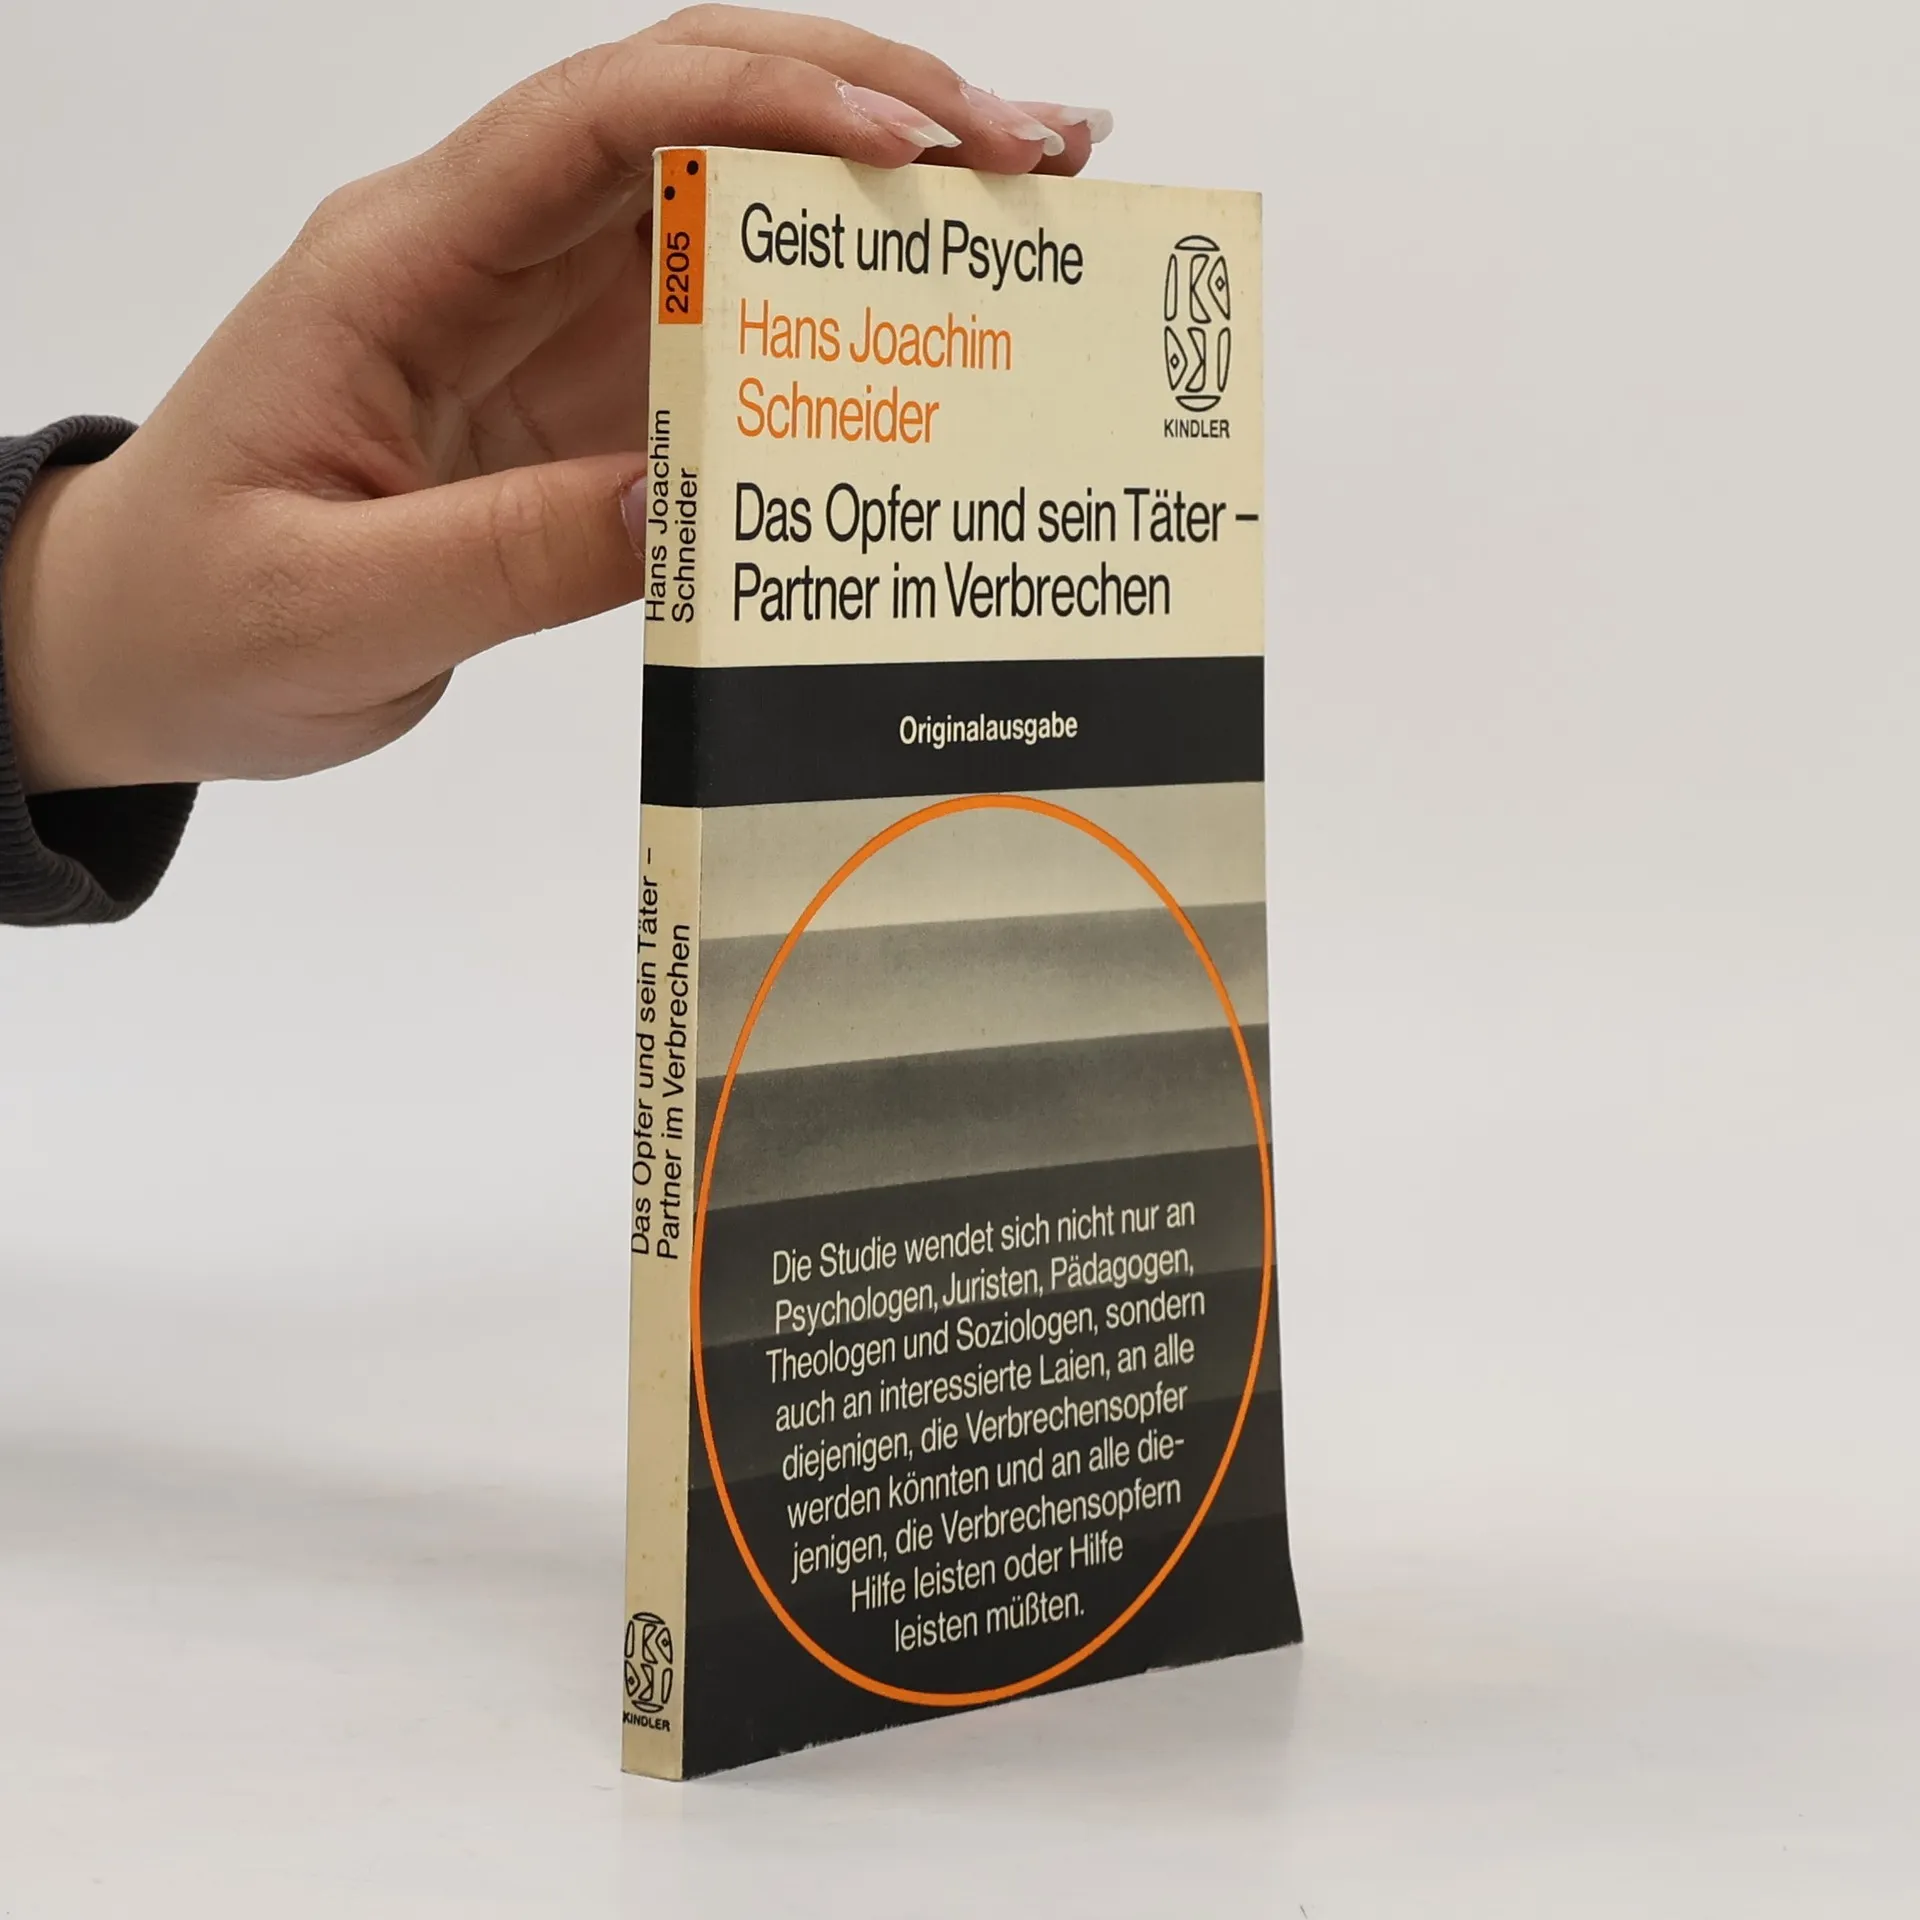 Geist und Psyche
Hans Joachim
Schneider
KINDLER
Das Opfer und sein Täter –
Partner im Verbrechen
Originalausgabe
Die Studie wendet sich nicht nur an
Psychologen, Juristen, Pädagogen,
Theologen und Soziologen, sondern
auch an interessierte Laien, an alle
diejenigen, die Verbrechensopfer
werden könnten und an alle die-
jenigen, die Verbrechensopfern
Hilfe leisten oder Hilfe
leisten müßten.
2205
Hans Joachim
Schneider
Das Opfer und sein Täter –
Partner im Verbrechen
KINDLER